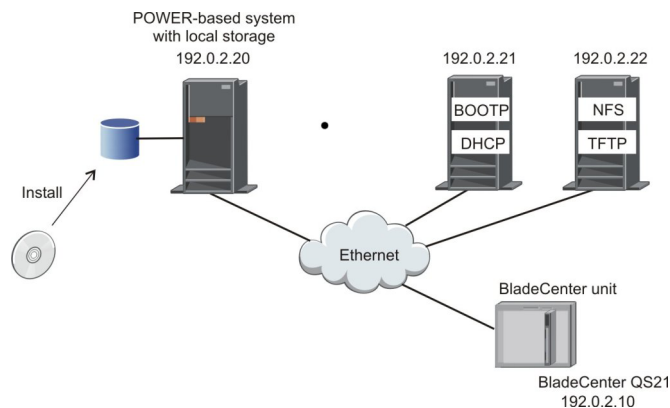 POWER-based system
with local storage
192.0.2.20
192.0.2.21
192.0.2.22
BOOTP
DHCP
NFS
TFTP
Install
Ethernet
BladeCenter unit
BladeCenter QS21
192.0.2.10